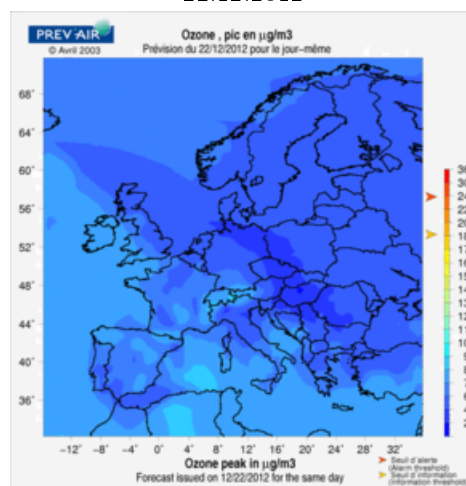 PREV'AIR
© Avril 2003
Ozone , pic en µg/m3
Prévision du 22/12/2012 pour le jour−même
68°
64°
60°
56°
52°
48°
44°
40°
36°
−12° −8° −4° 0° 4° 8° 12° 16° 20° 24° 28° 32°
Ozone peak in µg/m3
Forecast issued on 12/22/2012 for the same day
Seuil d'alerte
(Alarm threshold)
Seuil d'information
(Information threshold)